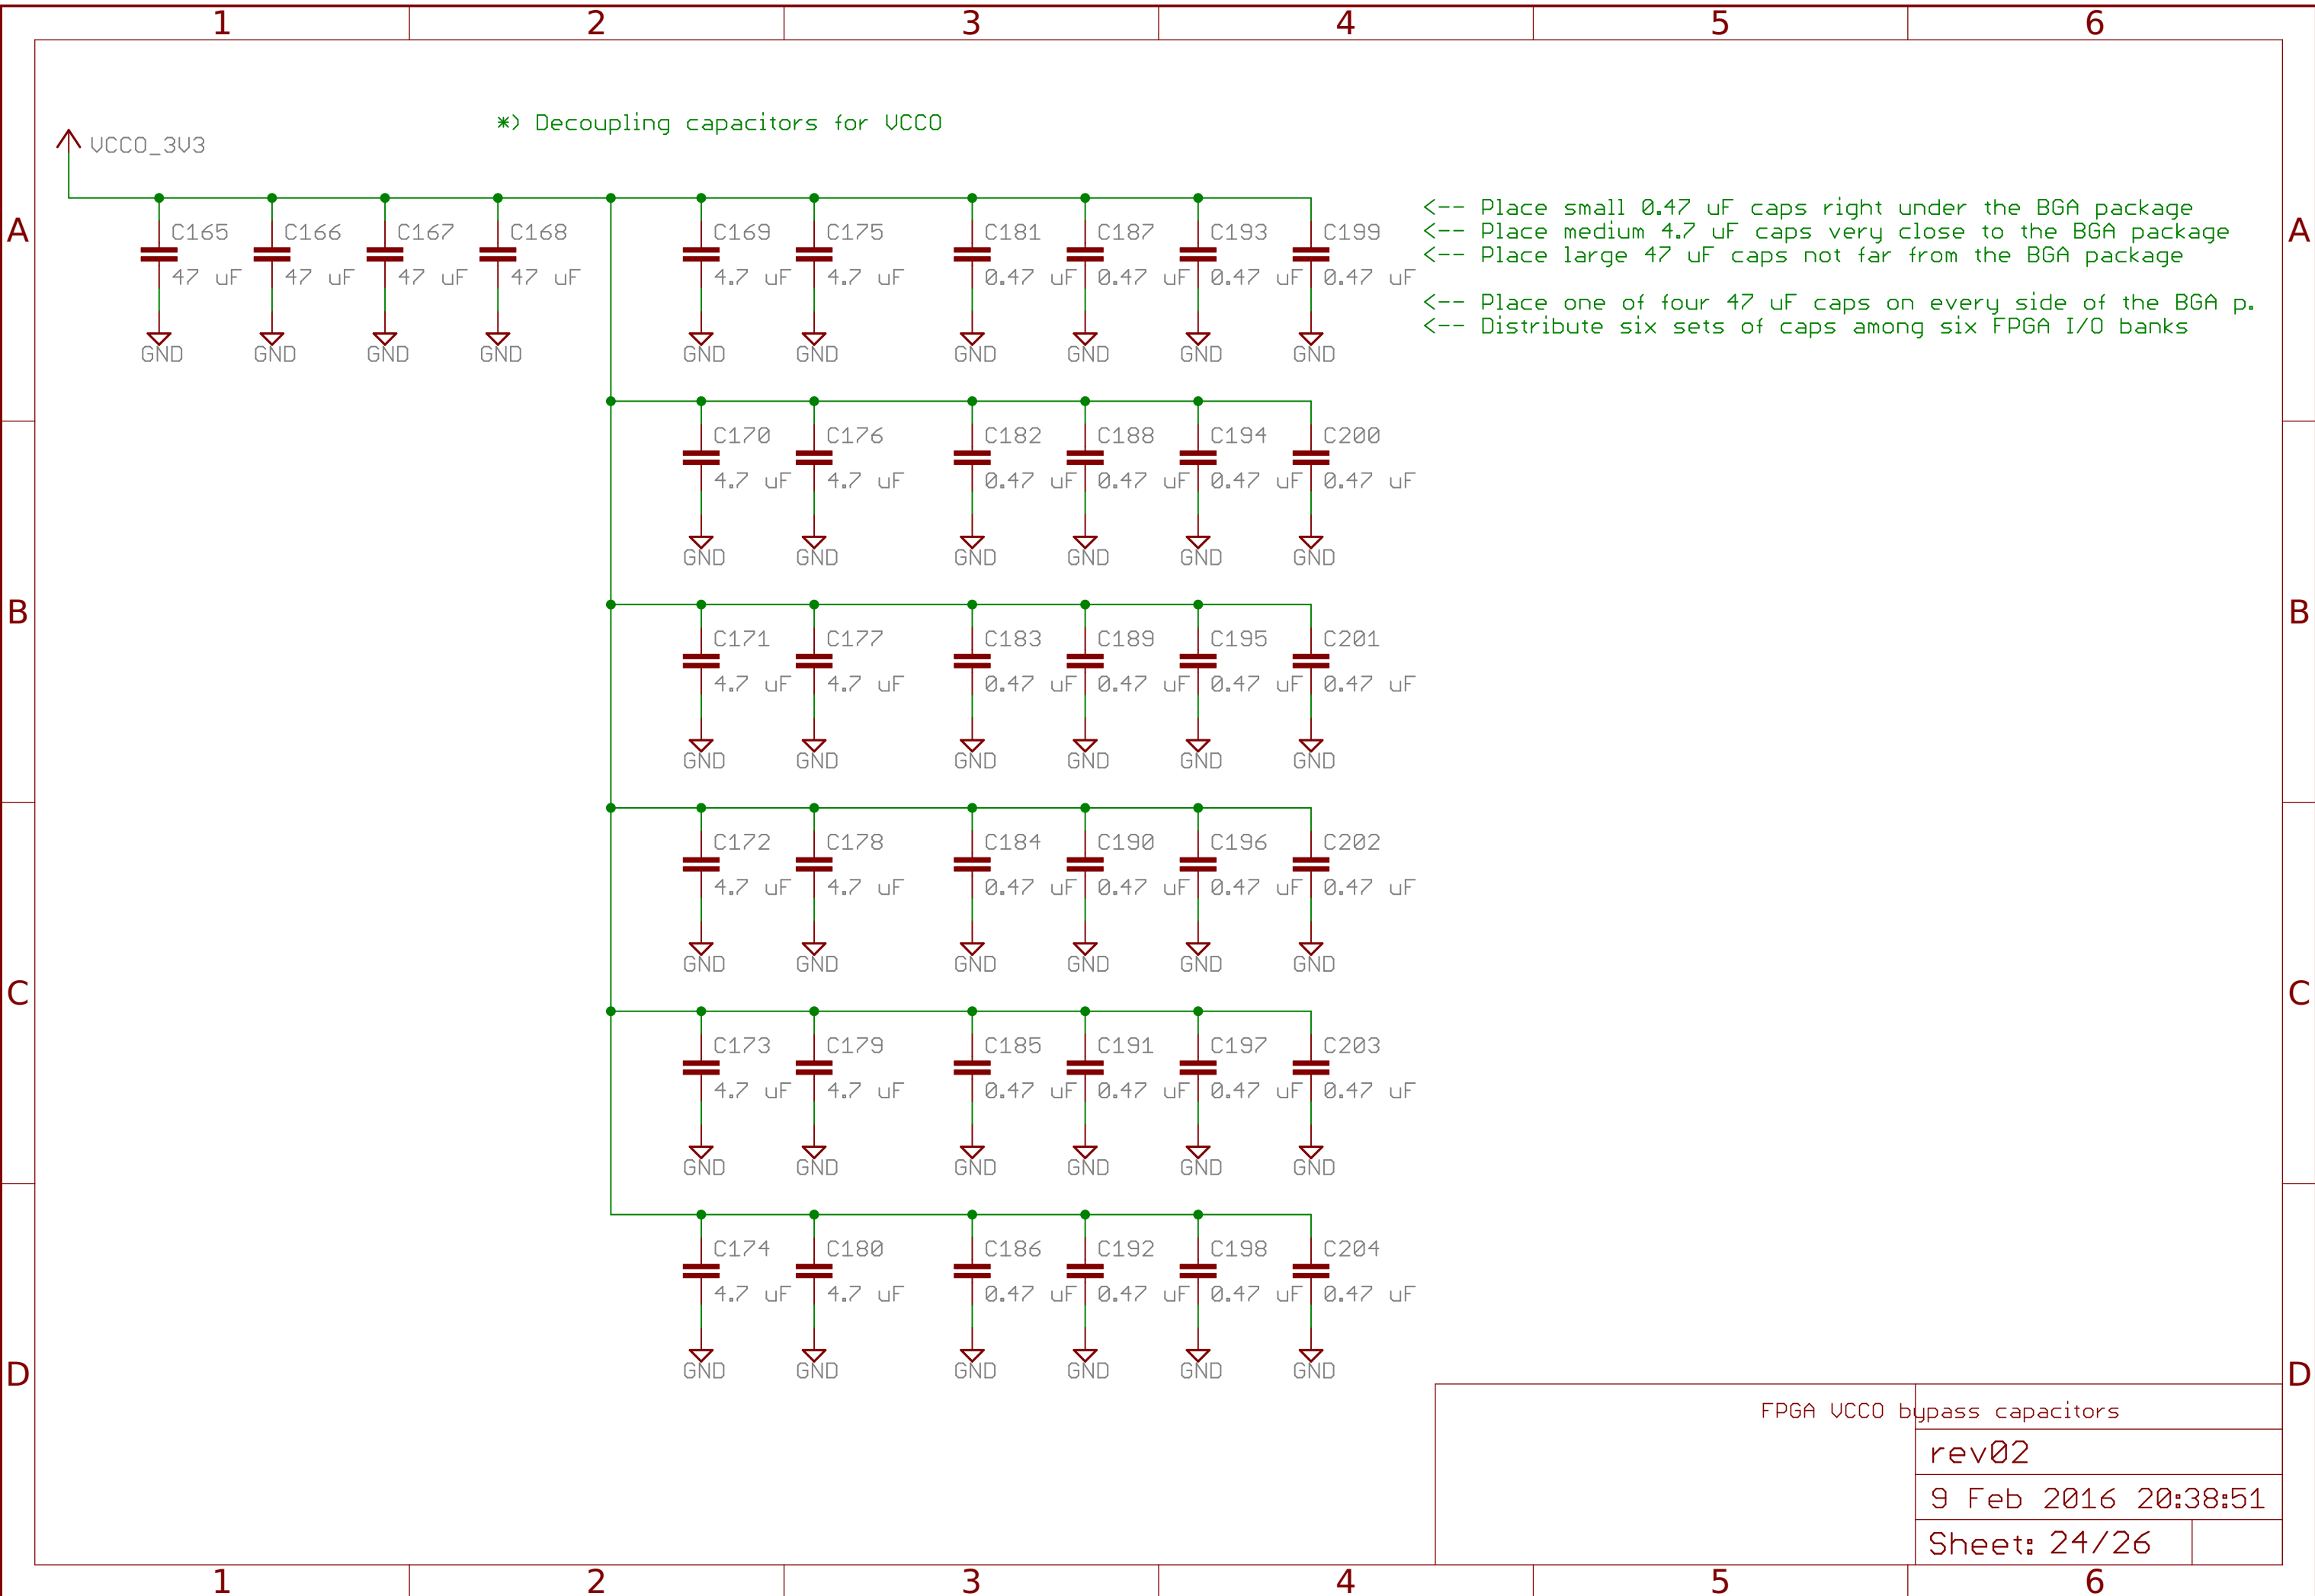 1 2 3 4 5 6
*) Decoupling capacitors for VCCO
VCCO_3V3
A A
<-- Place small 0.47 uF caps right under the BGA package
<-- Place medium 4.7 uF caps very close to the BGA package
<-- Place large 47 uF caps not far from the BGA package
<-- Place one of four 47 uF caps on every side of the BGA p.
<-- Distribute six sets of caps among six FPGA I/O banks
C165 C166 C167 C168 C169 C175 C181 C187 C193 C199
47 uF 47 uF 47 uF 47 uF 4.7 uF 4.7 uF 0.47 uF 0.47 uF 0.47 uF 0.47 uF
GND GND GND GND GND GND GND GND GND GND
C170 C176 C182 C188 C194 C200
4.7 uF 4.7 uF 0.47 uF 0.47 uF 0.47 uF 0.47 uF
GND GND GND GND GND GND
B B
C171 C177 C183 C189 C195 C201
4.7 uF 4.7 uF 0.47 uF 0.47 uF 0.47 uF 0.47 uF
GND GND GND GND GND GND
C172 C178 C184 C190 C196 C202
4.7 uF 4.7 uF 0.47 uF 0.47 uF 0.47 uF 0.47 uF
GND GND GND GND GND GND
C C
C173 C179 C185 C191 C197 C203
4.7 uF 4.7 uF 0.47 uF 0.47 uF 0.47 uF 0.47 uF
GND GND GND GND GND GND
C174 C180 C186 C192 C198 C204
4.7 uF 4.7 uF 0.47 uF 0.47 uF 0.47 uF 0.47 uF
GND GND GND GND GND GND
D D
FPGA VCCO bypass capacitors
rev02
9 Feb 2016 20:38:51
Sheet: 24/26
1 2 3 4 5 6